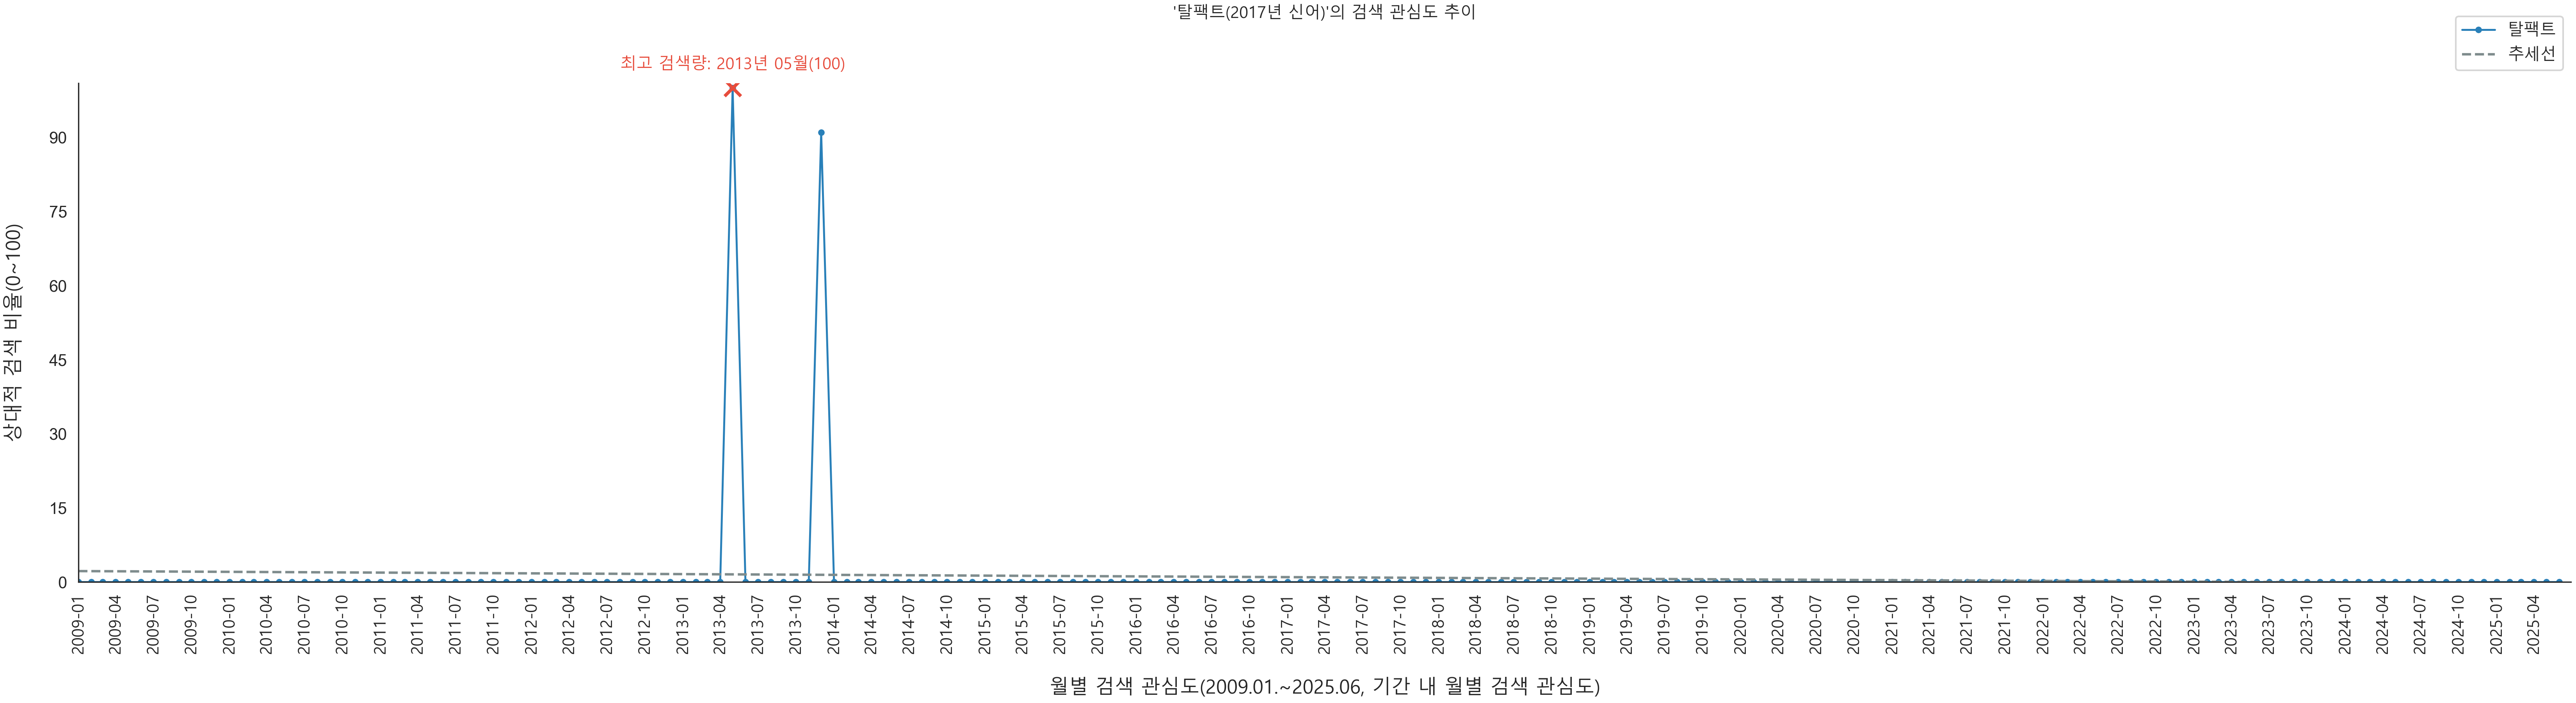 '탈팩트(2017년 신어)'의 검색 관심도 추이
탈팩트
추세선
최고 검색량: 2013년 05월(100)
상대적 검색 비율(0~100)
90
75
60
45
30
15
0
2009-01 2009-04 2009-07 2009-10 2010-01 2010-04 2010-07 2010-10 2011-01 2011-04 2011-07 2011-10 2012-01 2012-04 2012-07 2012-10 2013-01 2013-04 2013-07 2013-10 2014-01 2014-04 2014-07 2014-10 2015-01 2015-04 2015-07 2015-10 2016-01 2016-04 2016-07 2016-10 2017-01 2017-04 2017-07 2017-10 2018-01 2018-04 2018-07 2018-10 2019-01 2019-04 2019-07 2019-10 2020-01 2020-04 2020-07 2020-10 2021-01 2021-04 2021-07 2021-10 2022-01 2022-04 2022-07 2022-10 2023-01 2023-04 2023-07 2023-10 2024-01 2024-04 2024-07 2024-10 2025-01 2025-04
월별 검색 관심도(2009.01.~2025.06, 기간 내 월별 검색 관심도)